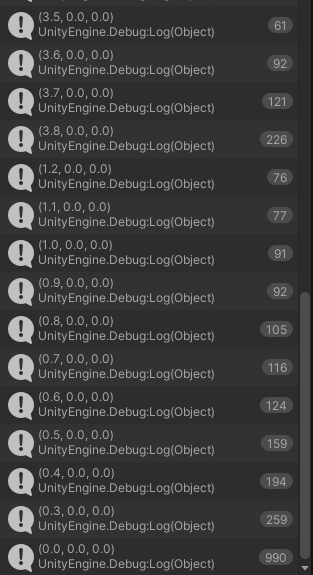 (3.5, 0.0, 0.0)
UnityEngine.Debug:Log(Object)
61
(3.6, 0.0, 0.0)
UnityEngine.Debug:Log(Object)
92
(3.7, 0.0, 0.0)
UnityEngine.Debug:Log(Object)
121
(3.8, 0.0, 0.0)
UnityEngine.Debug:Log(Object)
226
(1.2, 0.0, 0.0)
UnityEngine.Debug:Log(Object)
76
(1.1, 0.0, 0.0)
UnityEngine.Debug:Log(Object)
77
(1.0, 0.0, 0.0)
UnityEngine.Debug:Log(Object)
91
(0.9, 0.0, 0.0)
UnityEngine.Debug:Log(Object)
92
(0.8, 0.0, 0.0)
UnityEngine.Debug:Log(Object)
105
(0.7, 0.0, 0.0)
UnityEngine.Debug:Log(Object)
116
(0.6, 0.0, 0.0)
UnityEngine.Debug:Log(Object)
124
(0.5, 0.0, 0.0)
UnityEngine.Debug:Log(Object)
159
(0.4, 0.0, 0.0)
UnityEngine.Debug:Log(Object)
194
(0.3, 0.0, 0.0)
UnityEngine.Debug:Log(Object)
259
(0.0, 0.0, 0.0)
UnityEngine.Debug:Log(Object)
990